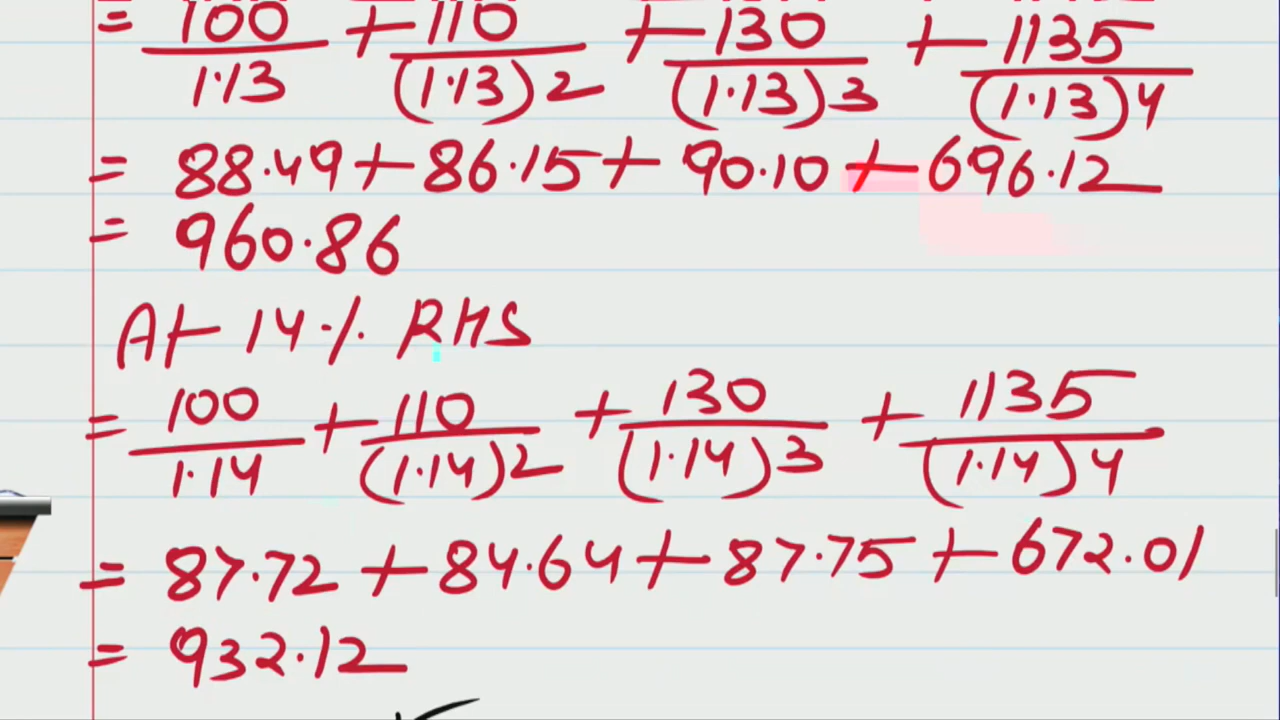 = 100/1.13 + 110/(1.13)2 + 130/(1.13)3 + 1135/(1.13)4
= 88.49 + 86.15 + 90.10 + 696.12
= 960.86
At 14% RHS
= 100/1.14 + 110/(1.14)2 + 130/(1.14)3 + 1135/(1.14)4
= 87.72 + 84.64 + 87.75 + 672.01
= 932.12